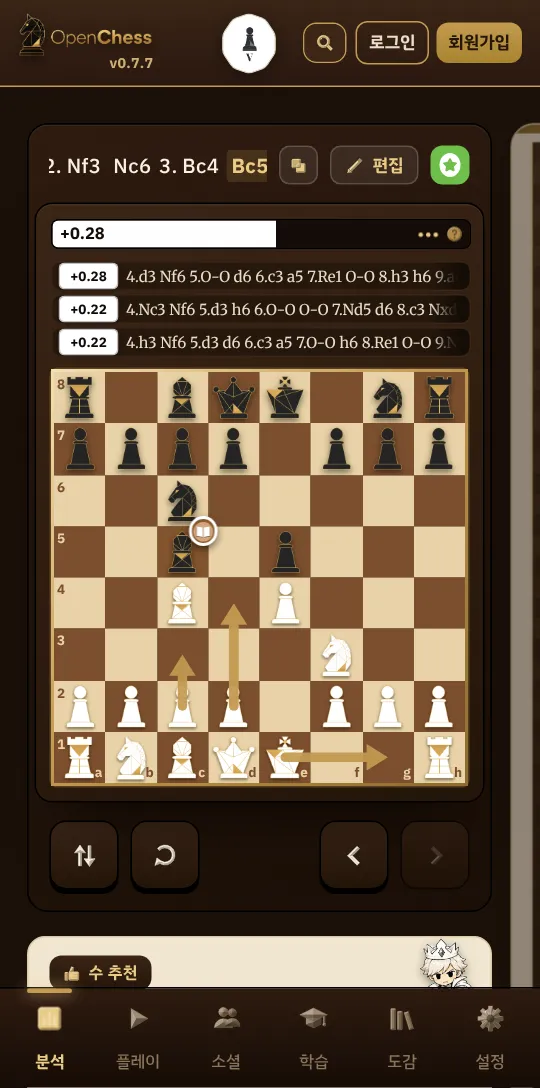 OpenChess
v0.7.7
V
로그인
회원가입
2. Nf3 Nc6 3. Bc4 Bc5
편집
+0.28
?
+0.28 4.d3 Nf6 5.O-O d6 6.c3 a5 7.Re1 O-O 8.h3 h6 9.a
+0.22 4.Nc3 Nf6 5.d3 h6 6.O-O O-O 7.Nd5 d6 8.c3 Nxd
+0.22 4.h3 Nf6 5.d3 d6 6.c3 a5 7.O-O h6 8.Re1 O-O 9.N
8
7
6
5
4
3
2
1 a b c d e f g h
수 추천
분석 플레이 소셜 학습 도감 설정